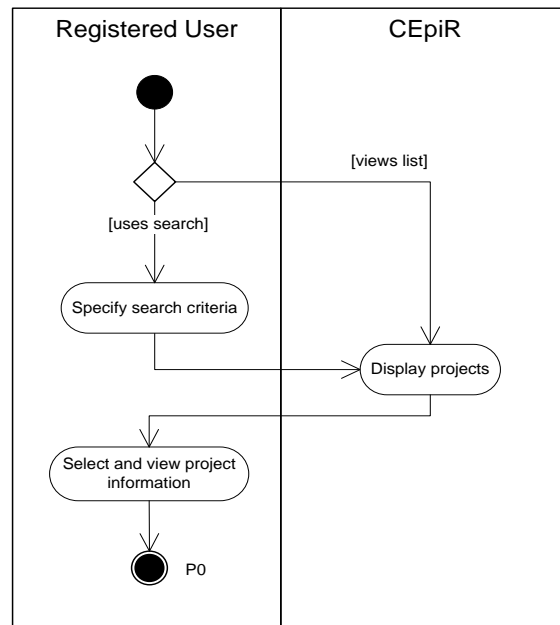 Registered User
CEpiR
[views list]
[uses search]
Specify search criteria
Display projects
Select and view project
information
P0